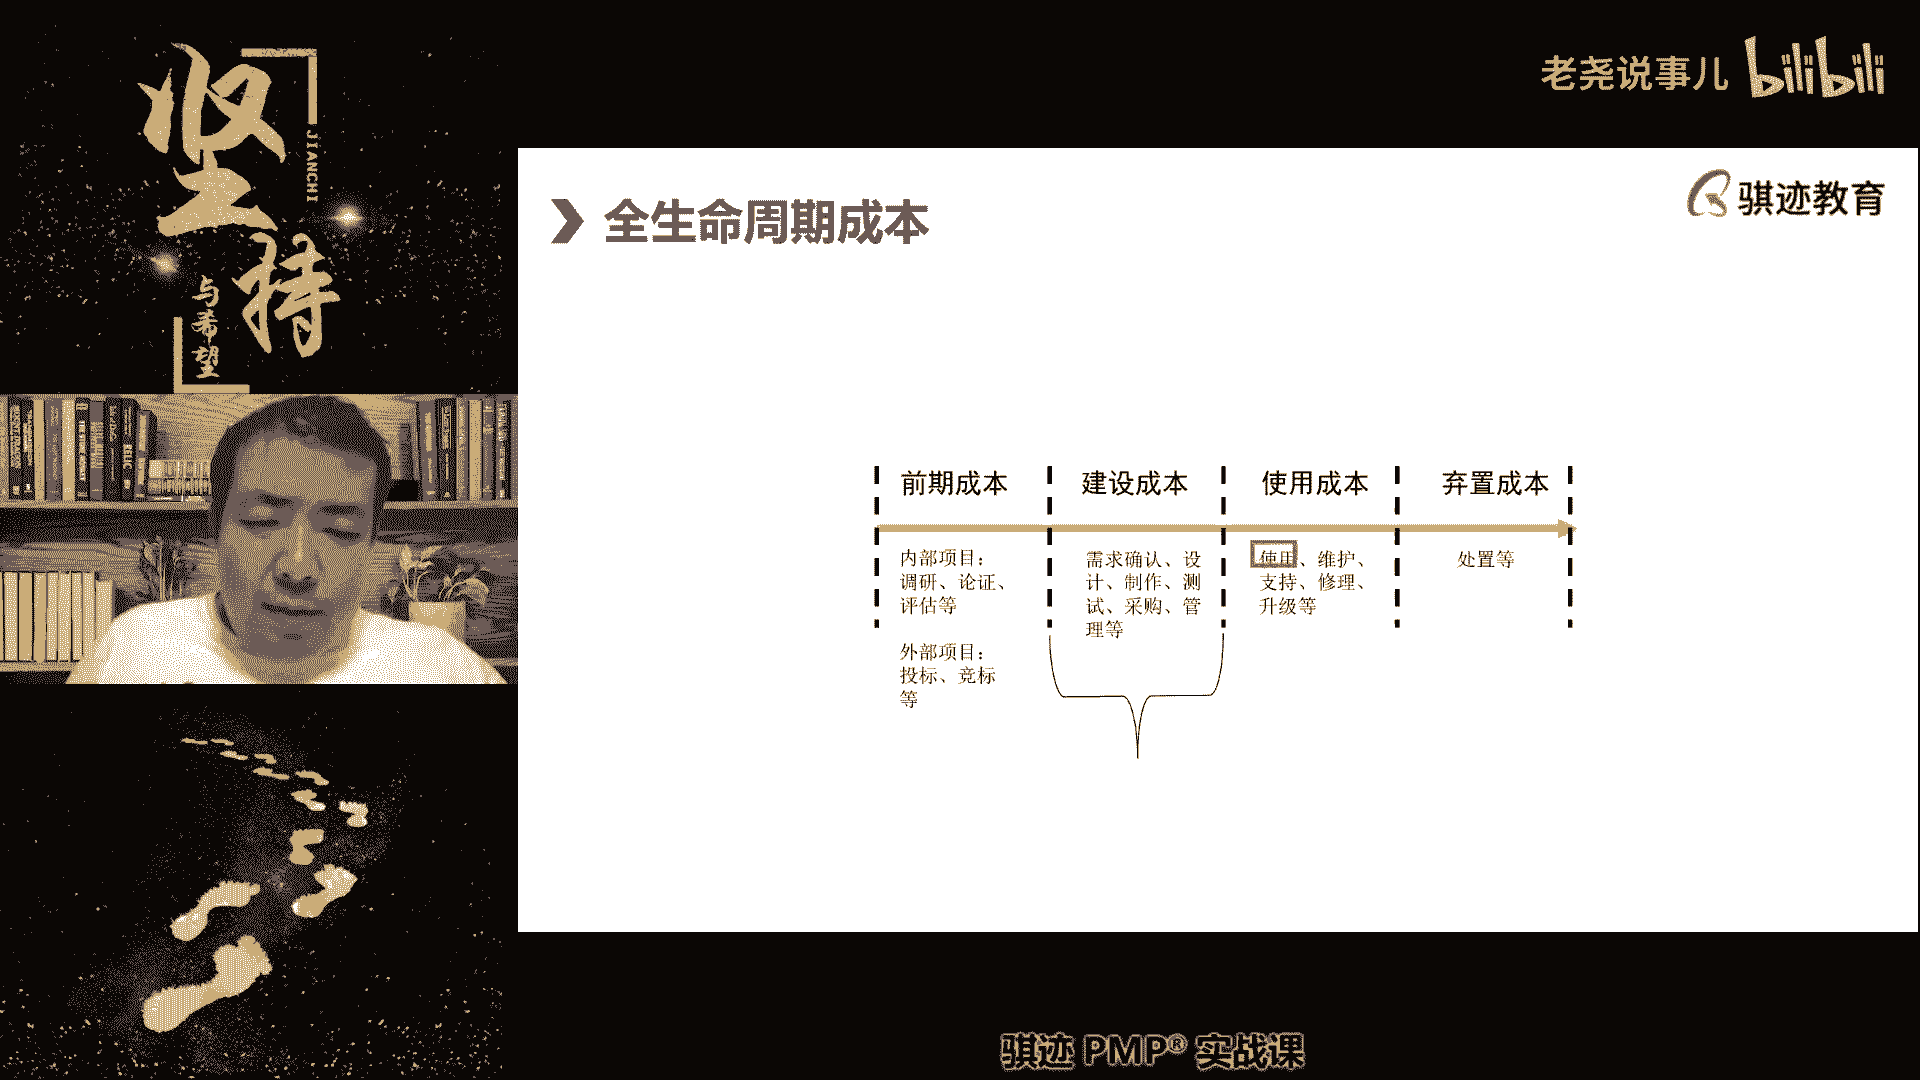 坚持
JIANCHI
与希望
老尧说事儿 bilibili
骐迹教育
全生命周期成本
前期成本
建设成本
使用成本
弃置成本
内部项目：
调研、论证、
评估等
外部项目：
投标、竞标
等
需求确认、设
计、制作、测
试、采购、管
理等
使用、维护、
支持、修理、
升级等
处置等
骐迹 PMP® 实战课